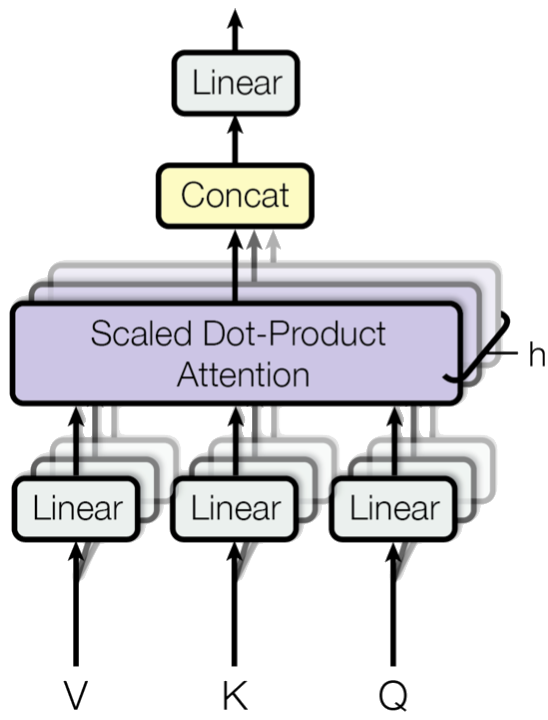 Linear
Concat
Scaled Dot-Product
Attention
h
Linear
Linear
Linear
V
K
Q